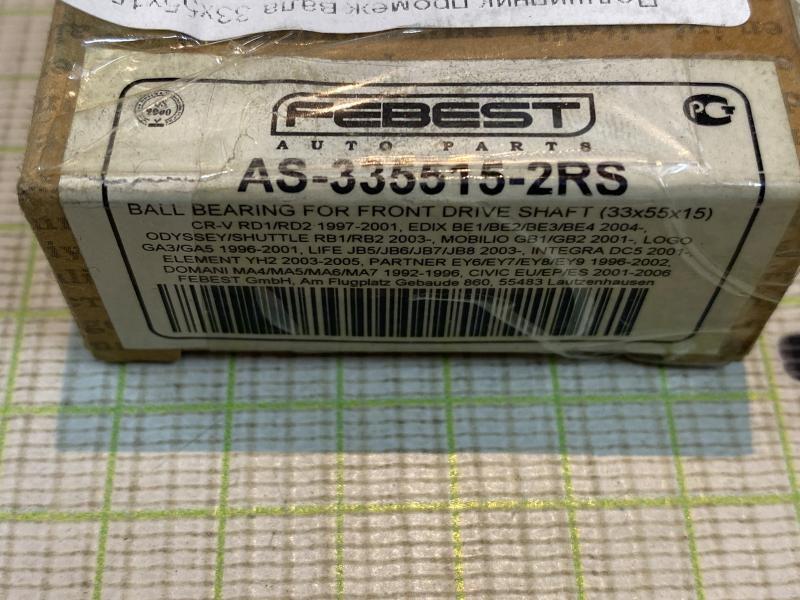 Подшипник промеж вала 33x55x15
FEBEST
AUTO PARTS
AS-335515-2RS
BALL BEARING FOR FRONT DRIVE SHAFT (33x55x15)
CR-V RD1/RD2 1997-2001, EDIX BE1/BE2/BE3/BE4 2004-,
ODYSSEY/SHUTTLE RB1/RB2 2003-, MOBILIO GB1/GB2 2001-, LOGO
GA3/GA5 1996-2001, LIFE JB5/JB6/JB7/JB8 2003-, INTEGRA DC5 2001-
ELEMENT YH2 2003-2005, PARTNER EY6/EY7/EY8/EY9 1996-2002,
DOMANI MA4/MA5/MA6/MA7 1992-1996, CIVIC EU/EP/ES 2001-2006
FEBEST GmbH, Am Flugplatz Gebaude 860, 55483 Lautzenhausen